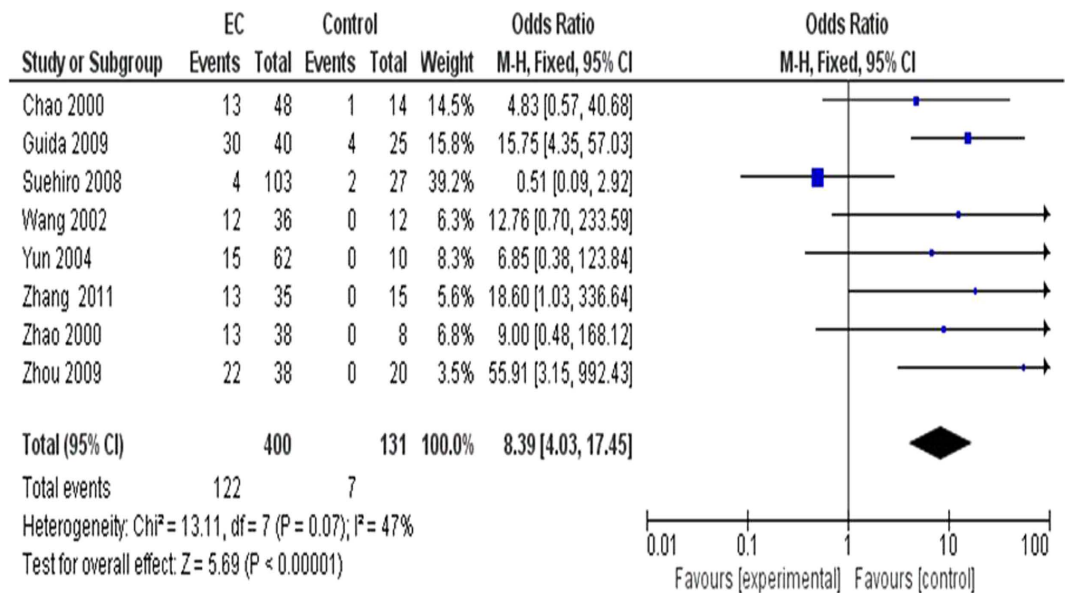 EC Control Odds Ratio Odds Ratio
Study or Subgroup Events Total Events Total Weight M-H, Fixed, 95% CI M-H, Fixed, 95% CI
Chao 2000 13 48 1 14 14.5% 4.83 [0.57, 40.68]
Guida 2009 30 40 4 25 15.8% 15.75 [4.35, 57.03]
Suehiro 2008 4 103 2 27 39.2% 0.51 [0.09, 2.92]
Wang 2002 12 36 0 12 6.3% 12.76 [0.70, 233.59]
Yun 2004 15 62 0 10 8.3% 6.85 [0.38, 123.84]
Zhang 2011 13 35 0 15 5.6% 18.60 [1.03, 336.64]
Zhao 2000 13 38 0 8 6.8% 9.00 [0.48, 168.12]
Zhou 2009 22 38 0 20 3.5% 55.91 [3.15, 992.43]
Total (95% CI) 400 131 100.0% 8.39 [4.03, 17.45]
Total events 122 7
Heterogeneity: Chi² = 13.11, df = 7 (P = 0.07); I² = 47%
Test for overall effect: Z = 5.69 (P < 0.00001)
0.01 0.1 1 10 100
Favours [experimental] Favours [control]